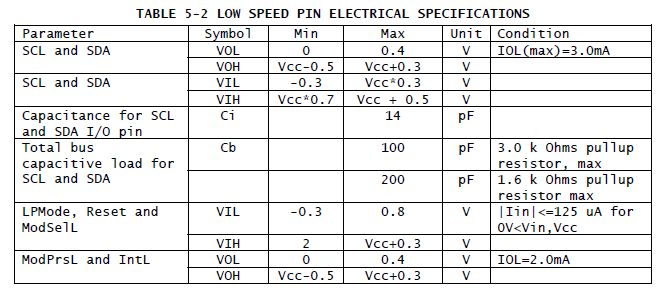 TABLE 5-2 LOW SPEED PIN ELECTRICAL SPECIFICATIONS
Parameter Symbol Min Max Unit Condition
SCL and SDA VOL 0 0.4 V IOL(max)=3.0mA
VOH Vcc-0.5 Vcc+0.3 V
SCL and SDA VIL -0.3 Vcc*0.3 V
VIH Vcc*0.7 Vcc + 0.5 V
Capacitance for SCL Ci 14 pF
and SDA I/O pin
Total bus Cb 100 pF 3.0 k Ohms pullup
capacitive load for resistor, max
SCL and SDA 200 pF 1.6 k Ohms pullup
resistor max
LPMode, Reset and VIL -0.3 0.8 V |Iin|<=125 uA for
ModSelL 0V<Vin,Vcc
VIH 2 Vcc+0.3 V
ModPrsL and IntL VOL 0 0.4 V IOL=2.0mA
VOH Vcc-0.5 Vcc+0.3 V